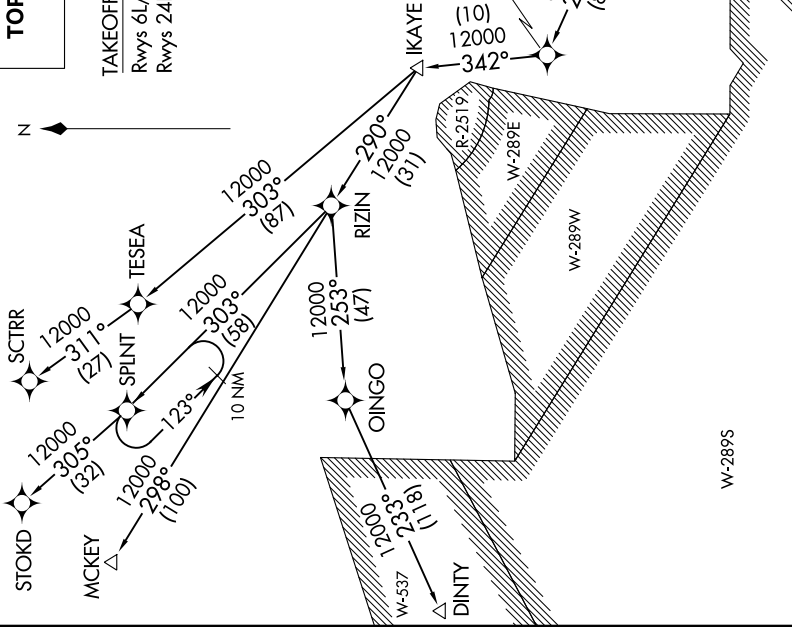 TOP
TAKEOFF
Rwys 6L/
Rwys 24
N
IKAYE
(10)
12000
342°
290°
12000
(31)
R-2519
W-289E
W-289W
W-289S
12000
303°
(87)
TESEA
12000
311°
(27)
SCTRR
RIZIN
12000
303°
(58)
SPLNT
123°
10 NM
12000
305°
(32)
STOKD
12000
298°
(100)
MCKEY
12000
253°
(47)
OINGO
12000
233°
(118)
DINTY
W-537